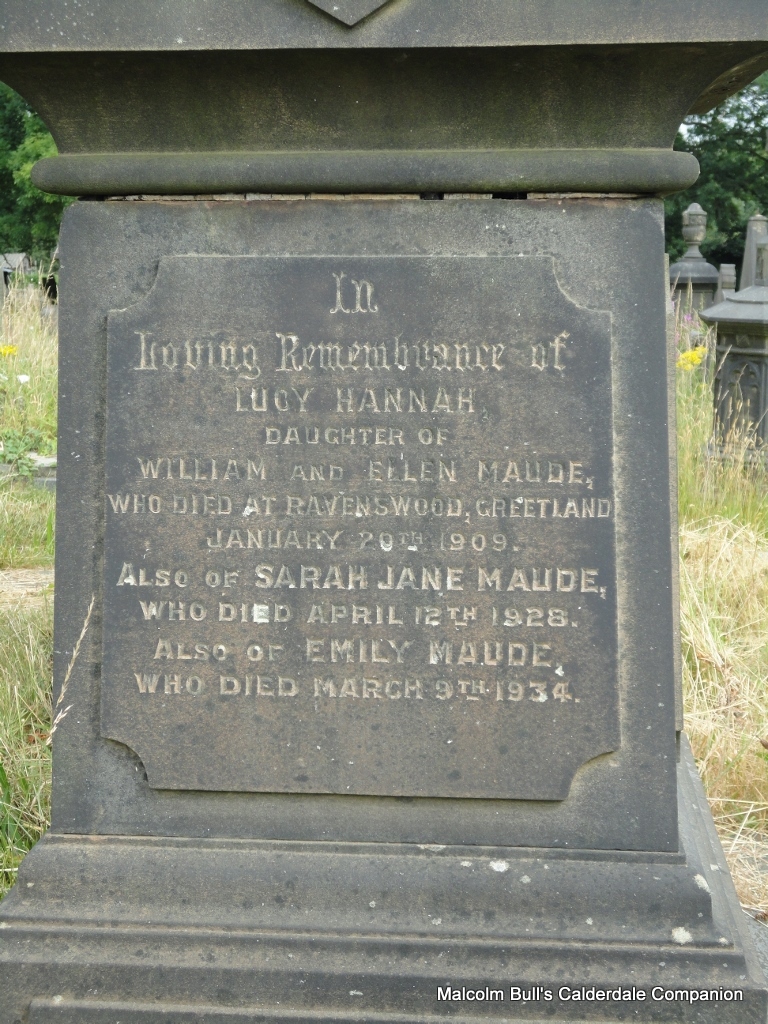 In
Loving Remembrance of
LUCY HANNAH,
DAUGHTER OF
WILLIAM AND ELLEN MAUDE,
WHO DIED AT RAVENSWOOD, GREETLAND
JANUARY 20TH 1909.
ALSO OF SARAH JANE MAUDE,
WHO DIED APRIL 12TH 1928.
ALSO OF EMILY MAUDE,
WHO DIED MARCH 9TH 1934.
Malcolm Bull's Calderdale Companion